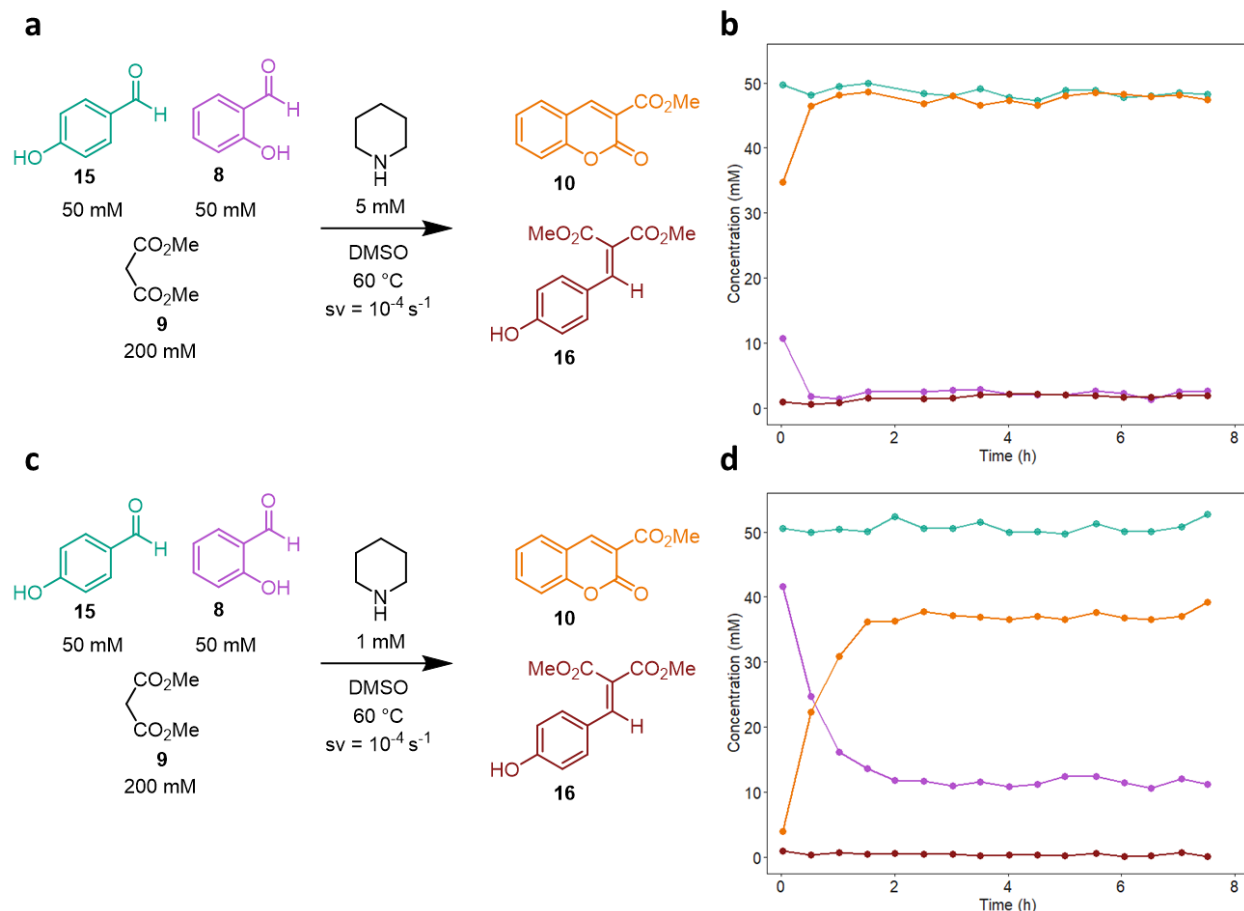 a
O
H
HO
15
50 mM
O
H
OH
8
50 mM
CO2Me
CO2Me
9
200 mM
N
H
5 mM
DMSO
60 °C
sv = 10-4 s-1
CO2Me
O
O
10
MeO2C
CO2Me
H
HO
16
b
Concentration (mM)
50
40
30
20
10
0
0
2
4
6
8
Time (h)
c
O
H
HO
15
50 mM
O
H
OH
8
50 mM
CO2Me
CO2Me
9
200 mM
N
H
1 mM
DMSO
60 °C
sv = 10-4 s-1
CO2Me
O
O
10
MeO2C
CO2Me
H
HO
16
d
Concentration (mM)
50
40
30
20
10
0
0
2
4
6
8
Time (h)